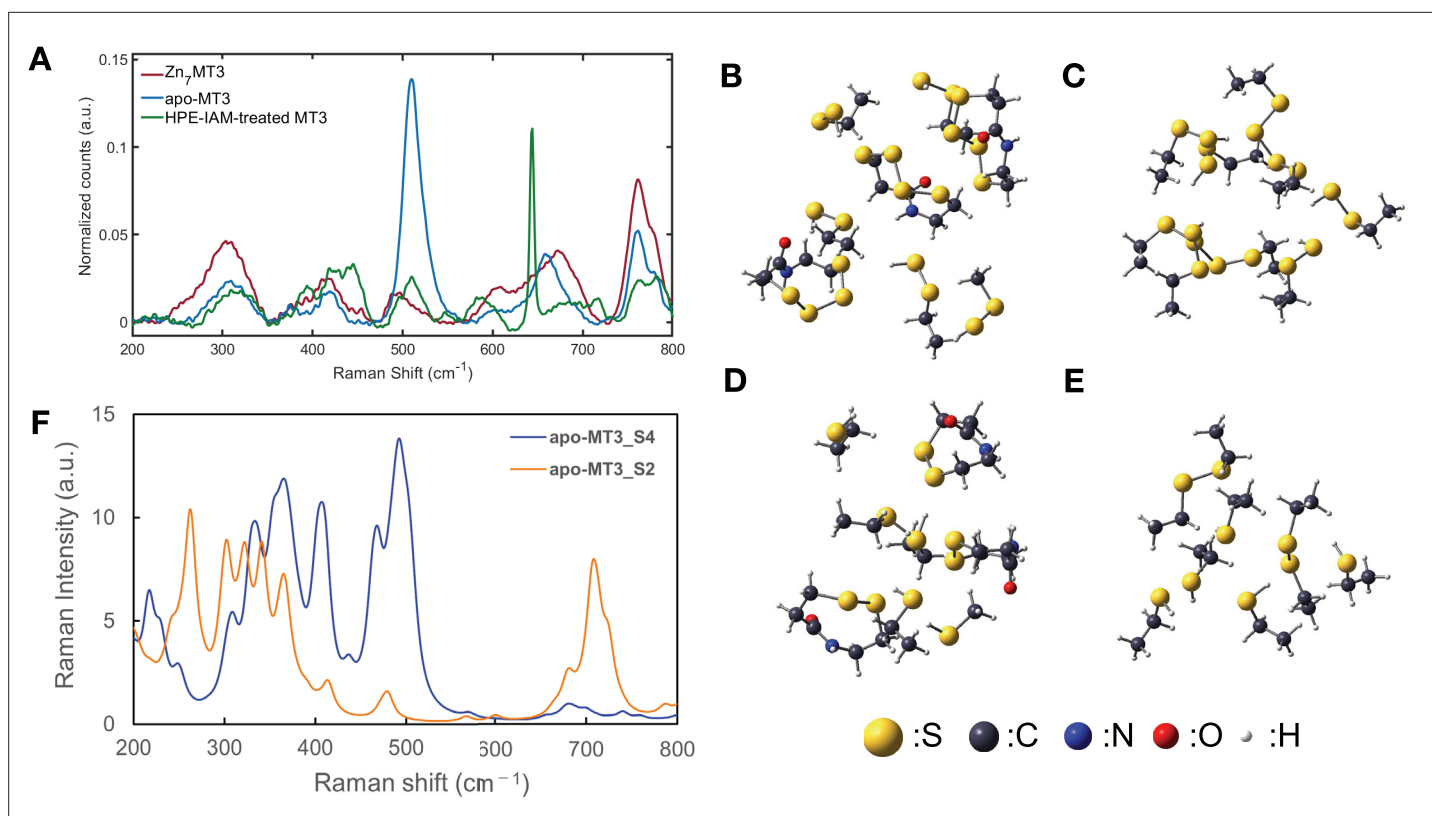 A
0.15
0.1
0.05
0
Normalized counts (a.u.)
Zn7MT3
apo-MT3
HPE-IAM-treated MT3
200 300 400 500 600 700 800
Raman Shift (cm-1)
B
C
D
E
F
15
10
5
0
Raman Intensity (a.u.)
apo-MT3_S4
apo-MT3_S2
200 300 400 500 600 700 800
Raman shift (cm−1)
:S :C :N :O :H